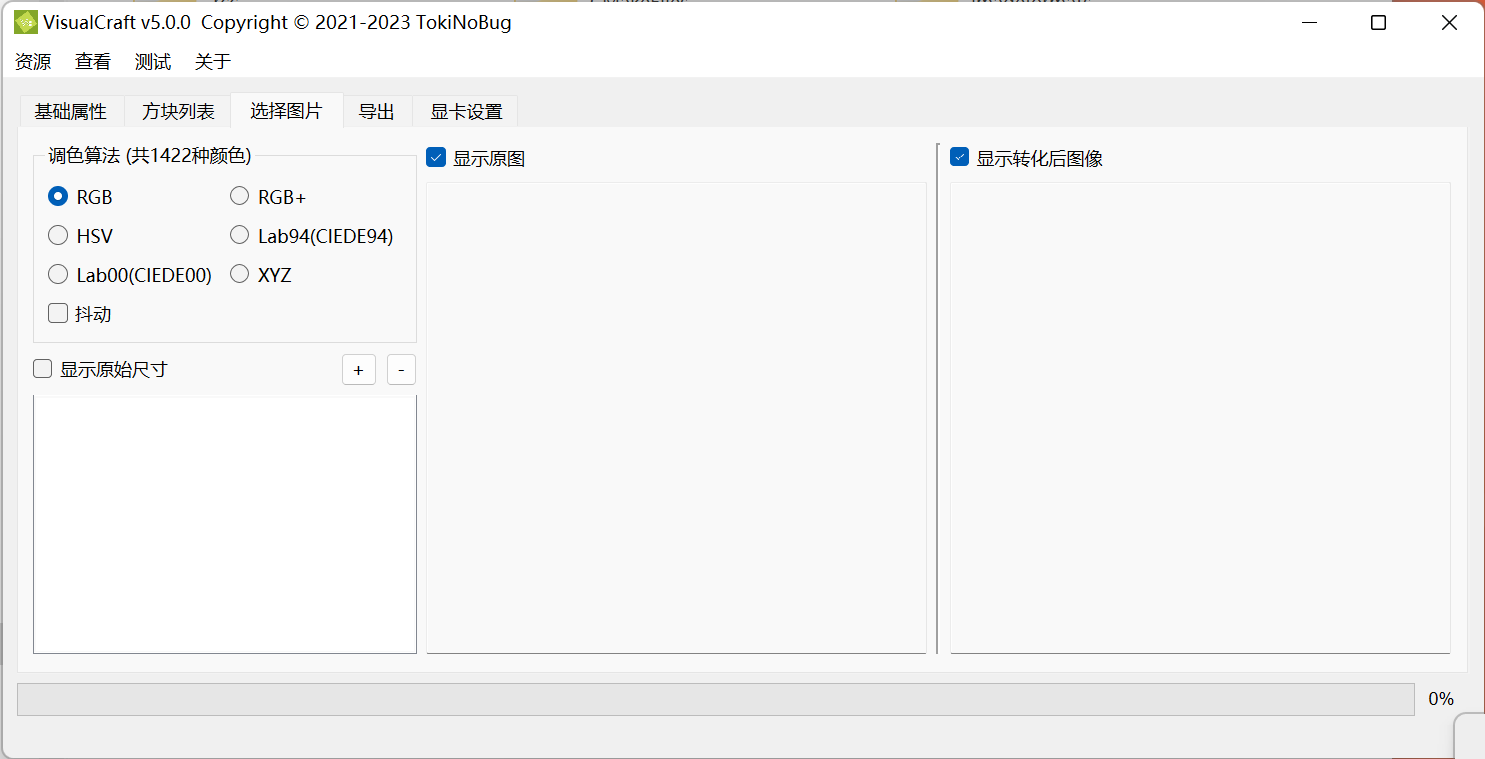 VisualCraft v5.0.0  Copyright © 2021-2023 TokiNoBug
资源 查看 测试 关于
基础属性 方块列表 选择图片 导出 显卡设置
调色算法 (共1422种颜色)
RGB RGB+
HSV Lab94(CIEDE94)
Lab00(CIEDE00) XYZ
抖动
显示原始尺寸 + -
显示原图
显示转化后图像
0%